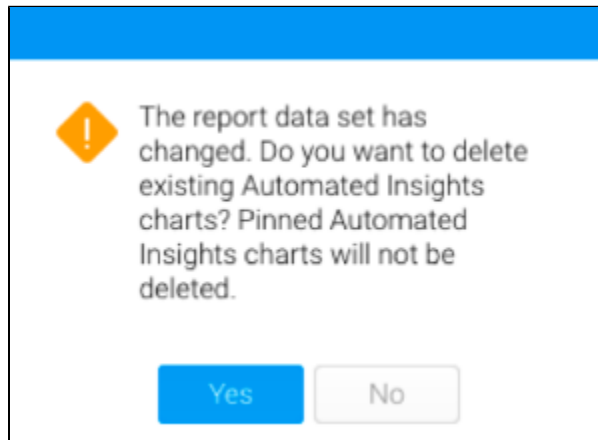 The report data set has
changed. Do you want to delete
existing Automated Insights
charts? Pinned Automated
Insights charts will not be
deleted.
Yes
No